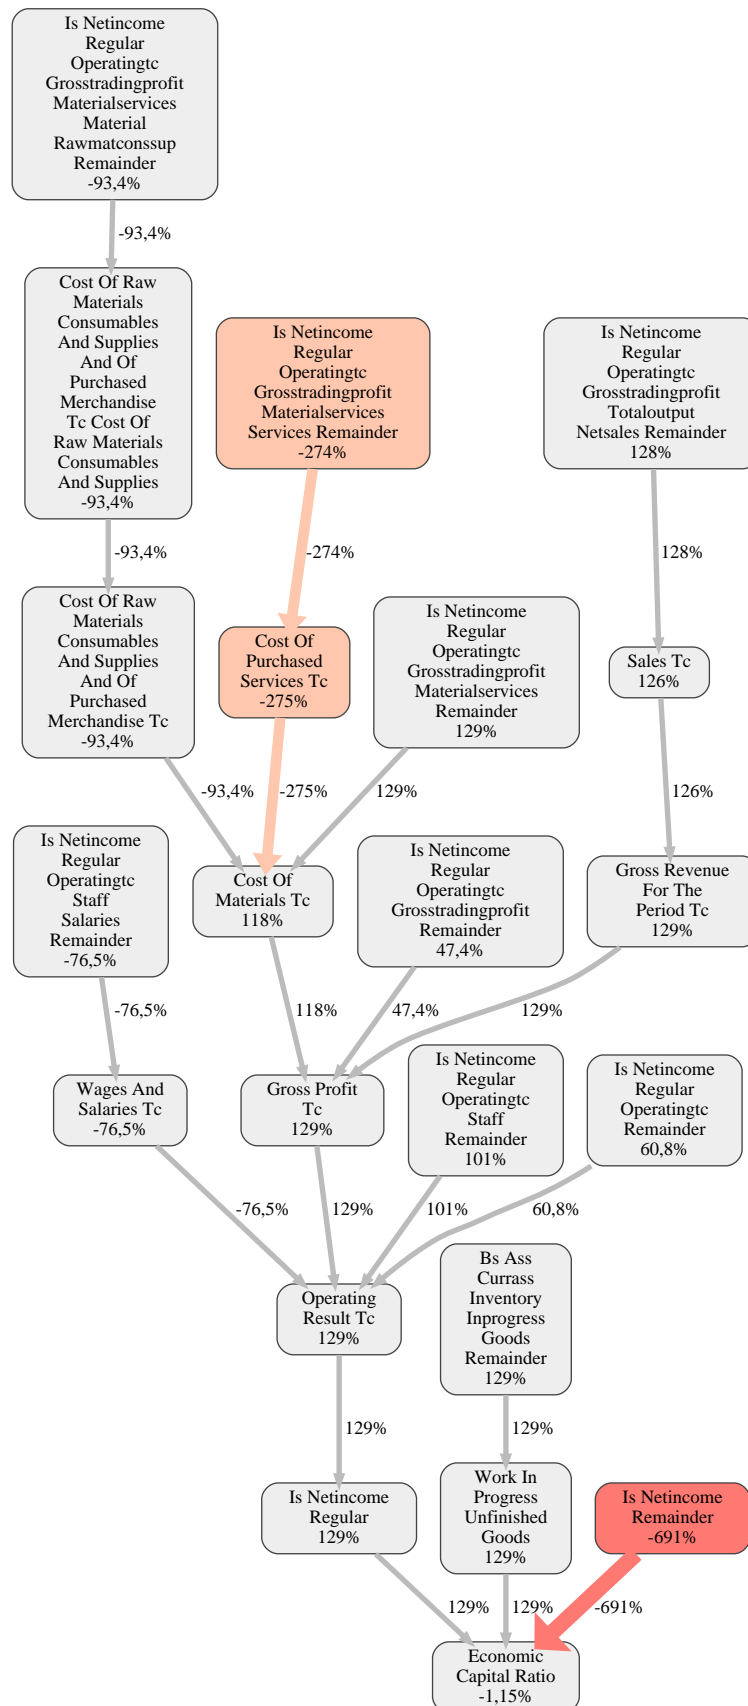 Is Netincome
Regular
Operatingtc
Grosstradingprofit
Materialservices
Material
Rawmatconssup
Remainder
-93,4%
-93,4%
Cost Of Raw
Materials
Consumables
And Supplies
And Of
Purchased
Merchandise
Tc Cost Of
Raw Materials
Consumables
And Supplies
-93,4%
Is Netincome
Regular
Operatingtc
Grosstradingprofit
Materialservices
Services Remainder
-274%
Is Netincome
Regular
Operatingtc
Grosstradingprofit
Totaloutput
Netsales Remainder
128%
-93,4%
-274%
128%
Cost Of Raw
Materials
Consumables
And Supplies
And Of
Purchased
Merchandise Tc
-93,4%
Cost Of
Purchased
Services Tc
-275%
Is Netincome
Regular
Operatingtc
Grosstradingprofit
Materialservices
Remainder
129%
Sales Tc
126%
-93,4%
-275%
129%
126%
Is Netincome
Regular
Operatingtc
Staff
Salaries
Remainder
-76,5%
Cost Of
Materials Tc
118%
Is Netincome
Regular
Operatingtc
Grosstradingprofit
Remainder
47,4%
Gross Revenue
For The
Period Tc
129%
-76,5%
118%
47,4%
129%
Wages And
Salaries Tc
-76,5%
Gross Profit
Tc
129%
Is Netincome
Regular
Operatingtc
Staff
Remainder
101%
Is Netincome
Regular
Operatingtc
Remainder
60,8%
-76,5%
129%
101%
60,8%
Operating
Result Tc
129%
Bs Ass
Currass
Inventory
Inprogress
Goods
Remainder
129%
129%
129%
Is Netincome
Regular
129%
Work In
Progress
Unfinished
Goods
129%
Is Netincome
Remainder
-691%
129%
129%
-691%
Economic
Capital Ratio
-1,15%